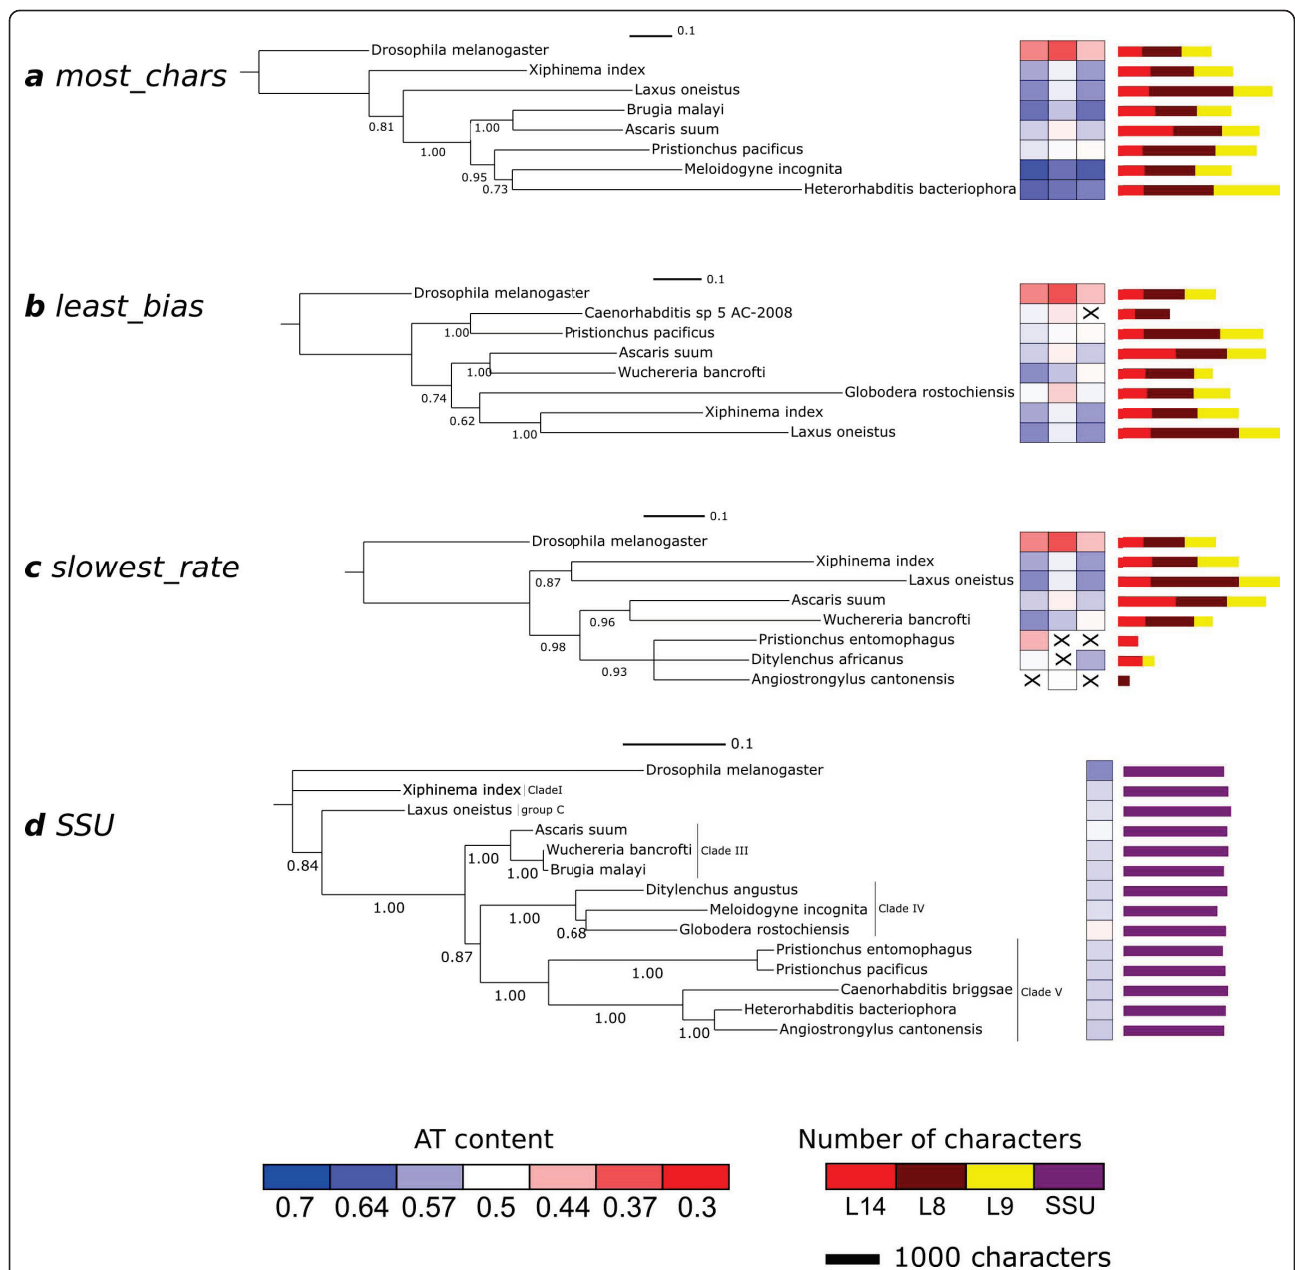 0.1
a most_chars
Drosophila melanogaster
Xiphinema index
Laxus oneistus
Brugia malayi
Ascaris suum
Pristionchus pacificus
Meloidogyne incognita
Heterorhabditis bacteriophora
0.81
1.00
1.00
0.95
0.73
0.1
b least_bias
Drosophila melanogaster
Caenorhabditis sp 5 AC-2008
X
Pristionchus pacificus
Ascaris suum
Wuchereria bancrofti
Globodera rostochiensis
Xiphinema index
Laxus oneistus
1.00
1.00
0.74
0.62
1.00
0.1
c slowest_rate
Drosophila melanogaster
Xiphinema index
Laxus oneistus
Ascaris suum
Wuchereria bancrofti
Pristionchus entomophagus X X
Ditylenchus africanus X
Angiostrongylus cantonensis X X
0.87
0.96
0.98
0.93
0.1
d SSU
Drosophila melanogaster
Xiphinema index CladeI
Laxus oneistus group C
Ascaris suum
Wuchereria bancrofti Clade III
Brugia malayi
Ditylenchus angustus
Meloidogyne incognita Clade IV
Globodera rostochiensis
Pristionchus entomophagus
Pristionchus pacificus
Caenorhabditis briggsae Clade V
Heterorhabditis bacteriophora
Angiostrongylus cantonensis
0.84
1.00
1.00
1.00
1.00
0.68
0.87
1.00
1.00
1.00
1.00
AT content
0.7 0.64 0.57 0.5 0.44 0.37 0.3
Number of characters
L14 L8 L9 SSU
1000 characters